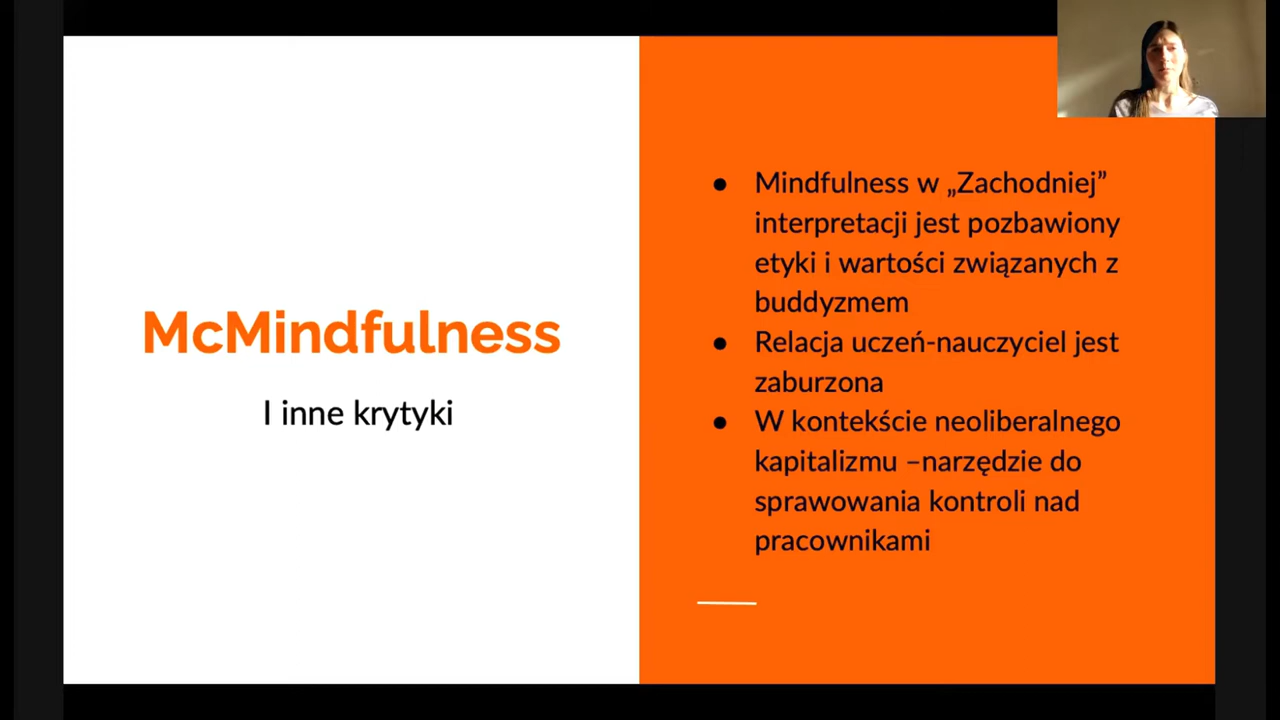 McMindfulness
I inne krytyki
● Mindfulness w „Zachodniej”
interpretacji jest pozbawiony
etyki i wartości związanych z
buddyzmem
● Relacja uczeń-nauczyciel jest
zaburzona
● W kontekście neoliberalnego
kapitalizmu –narzędzie do
sprawowania kontroli nad
pracownikami